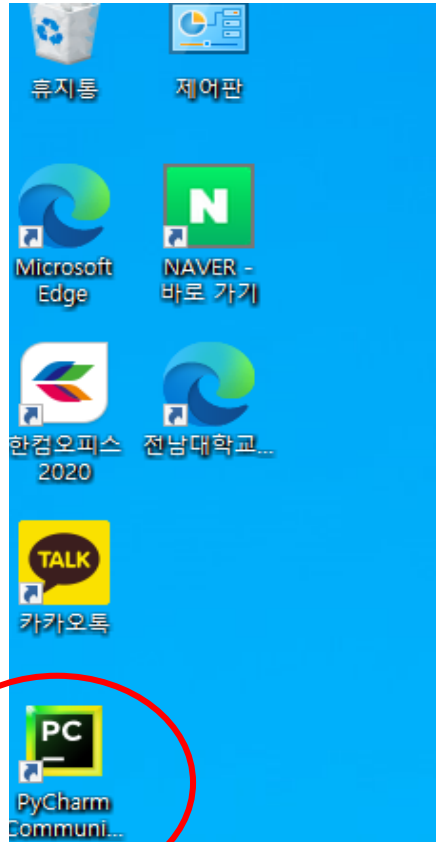 휴지통
제어판
Microsoft
Edge
N
NAVER -
바로 가기
한컴오피스
2020
전남대학교...
TALK
카카오톡
PC
PyCharm
Communi...